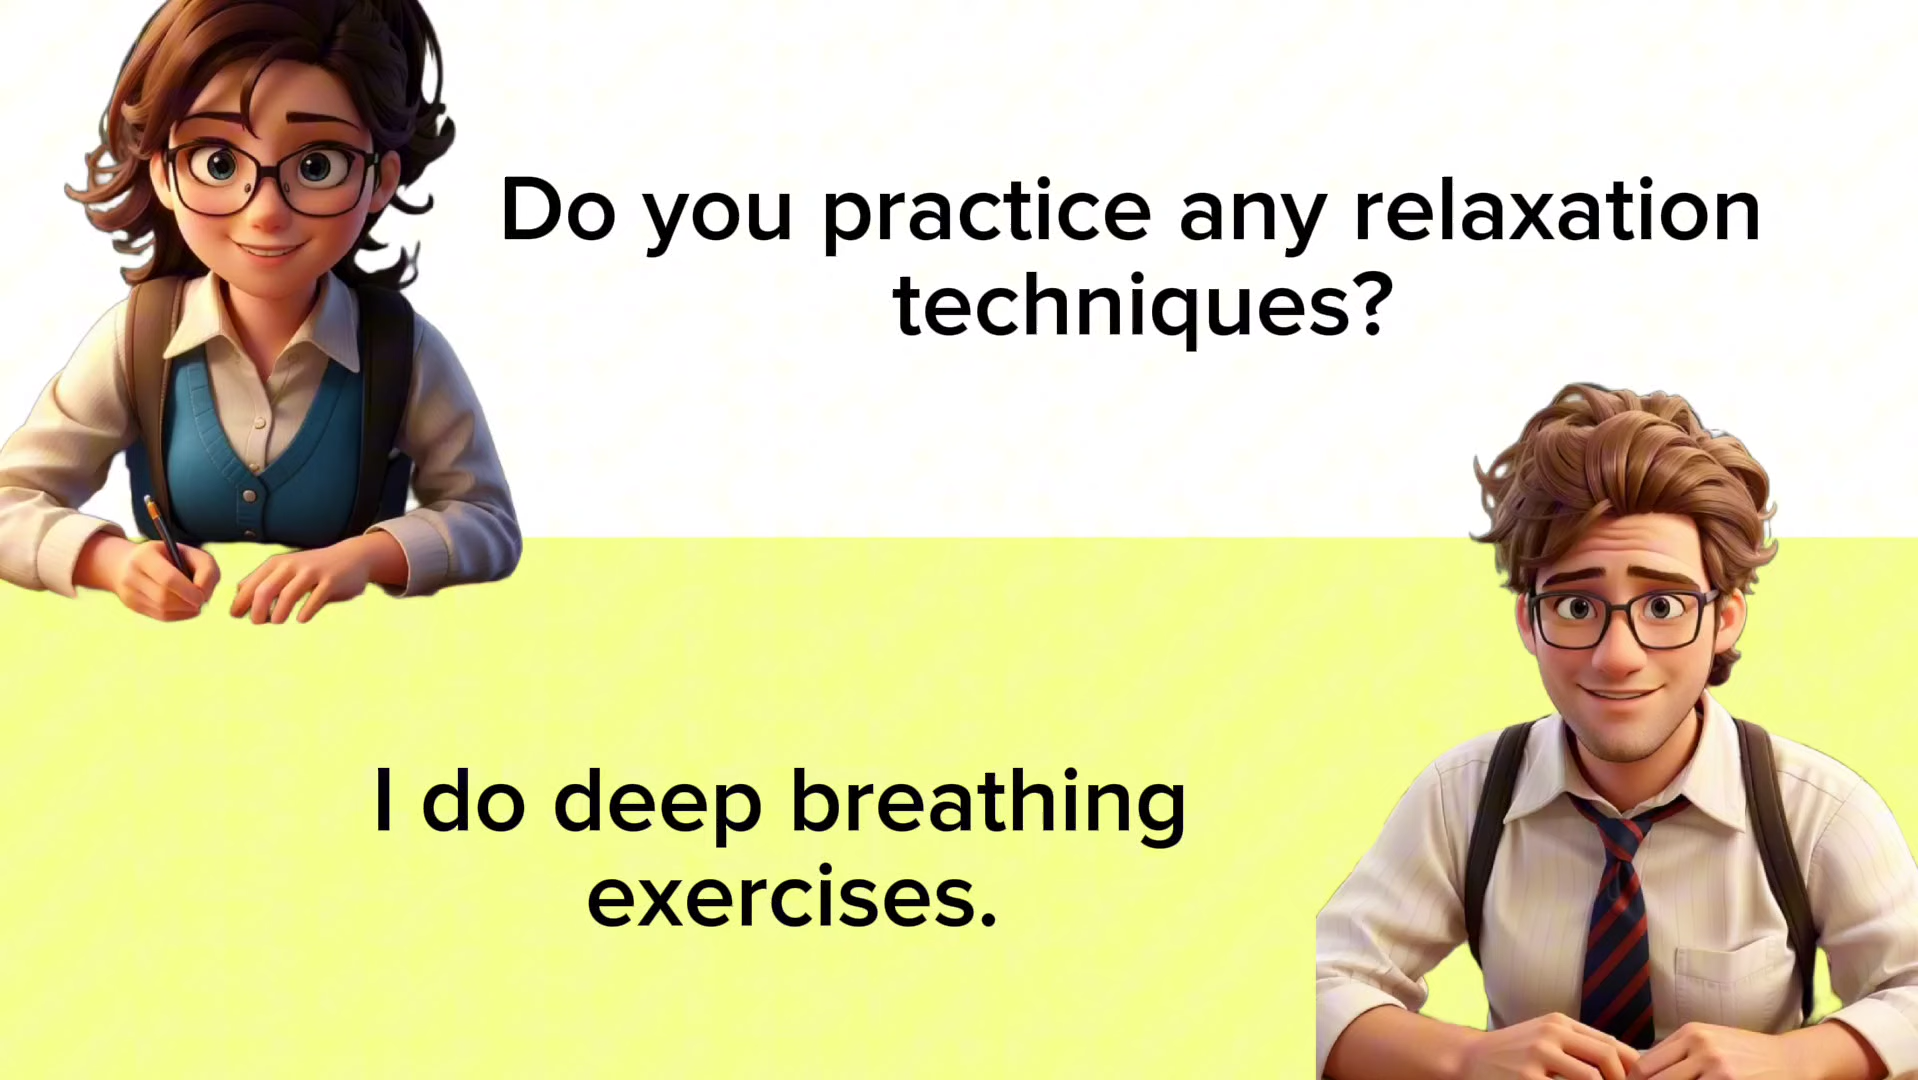 Do you practice any relaxation
techniques?
I do deep breathing
exercises.